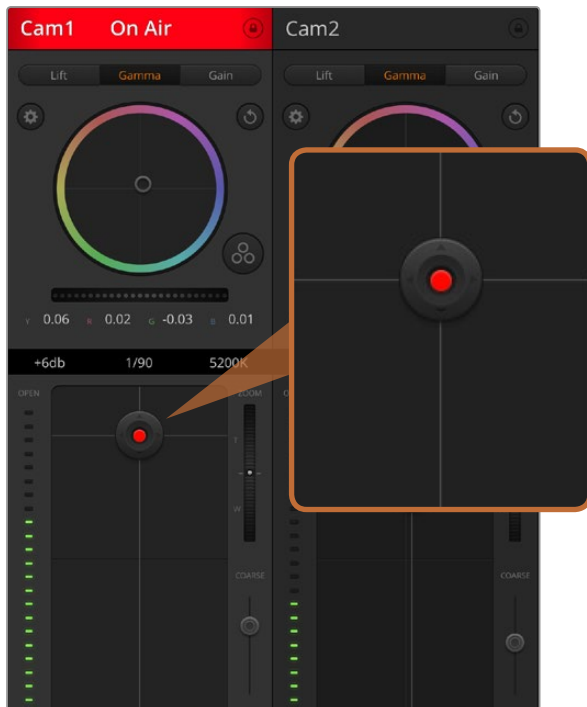 Cam1 On Air
Lift Gamma Gain
Y 0.06 R 0.02 G -0.03 B 0.01
+6db 1/90 5200K
OPEN ZOOM
T
W
COARSE
Cam2
Lift Gamma Gain
COARSE